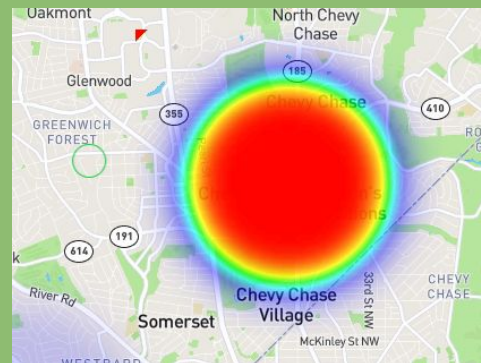 Oakmont
North Chevy
Chase
Glenwood
185
Chevy Chase
355
410
GREENWICH
FOREST
191
614
River Rd
Somerset
Chevy Chase
Village
33rd St NW
CHEVY
CHASE
McKinley St NW